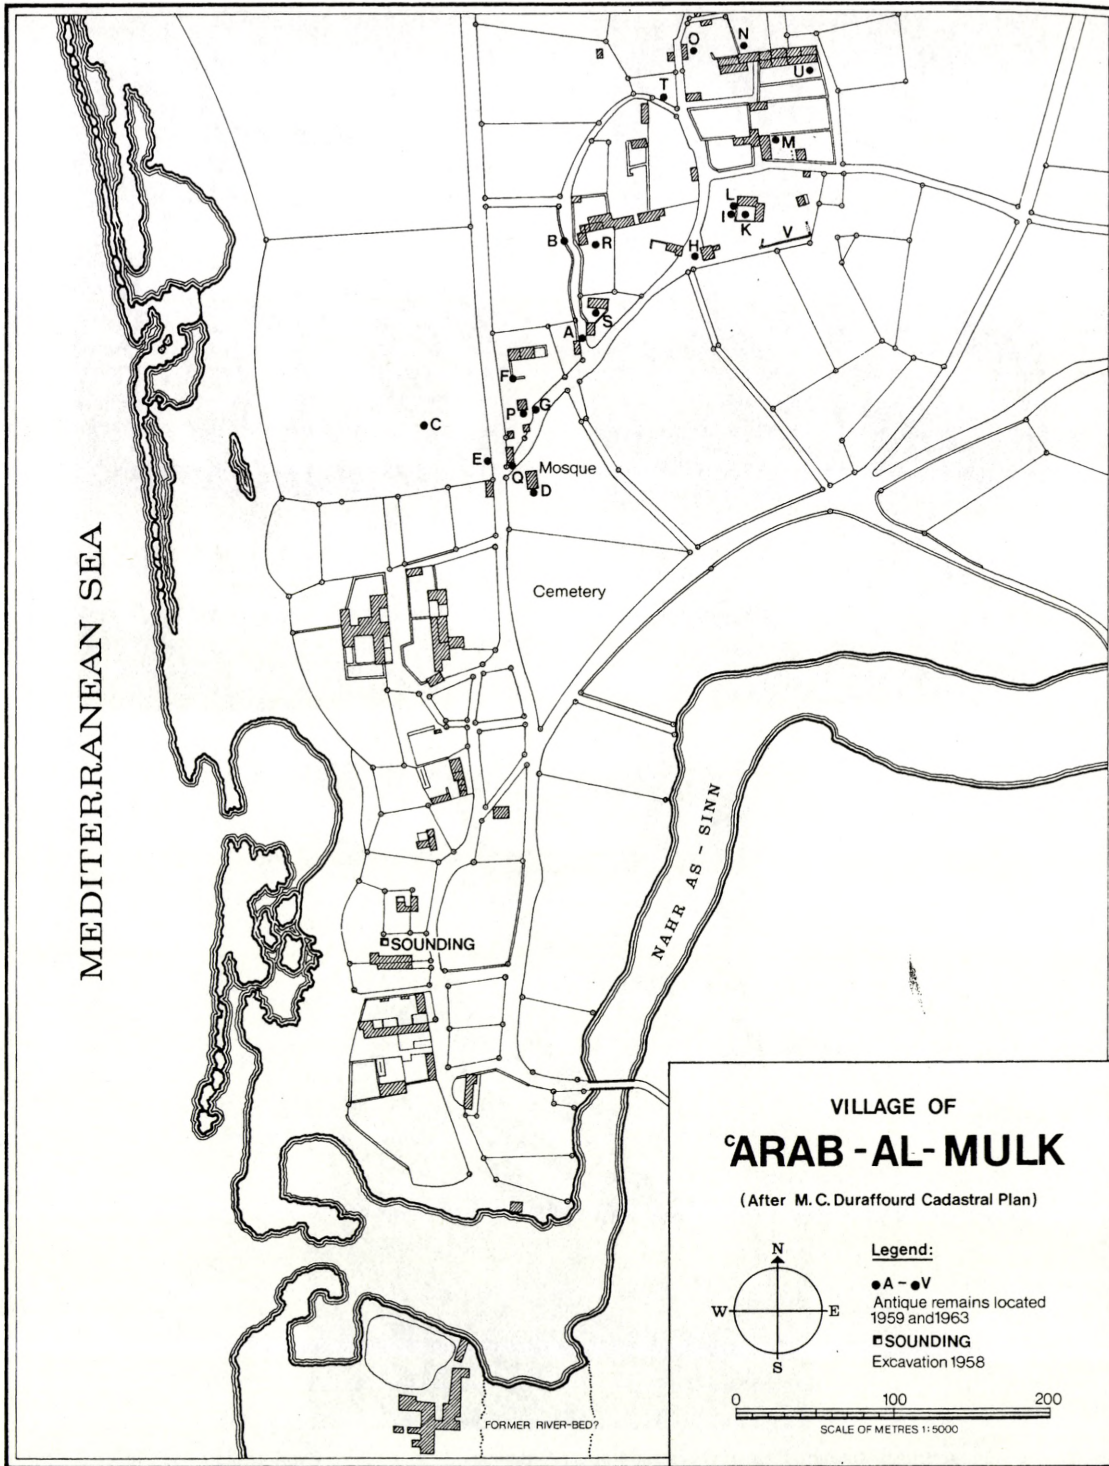 O
N
U
T
M
L
I
K
V
B
R
H
S
A
F
P
G
C
E
Q
Mosque
D
Cemetery
MEDITERRANEAN SEA
NAHR AS-SINN
SOUNDING
FORMER RIVER-BED?
VILLAGE OF
ᶜARAB-AL-MULK
(After M.C. Duraffourd Cadastral Plan)
N
W E
S
Legend:
●A-●V
Antique remains located
1959 and 1963
SOUNDING
Excavation 1958
0 100 200
SCALE OF METRES 1:5000